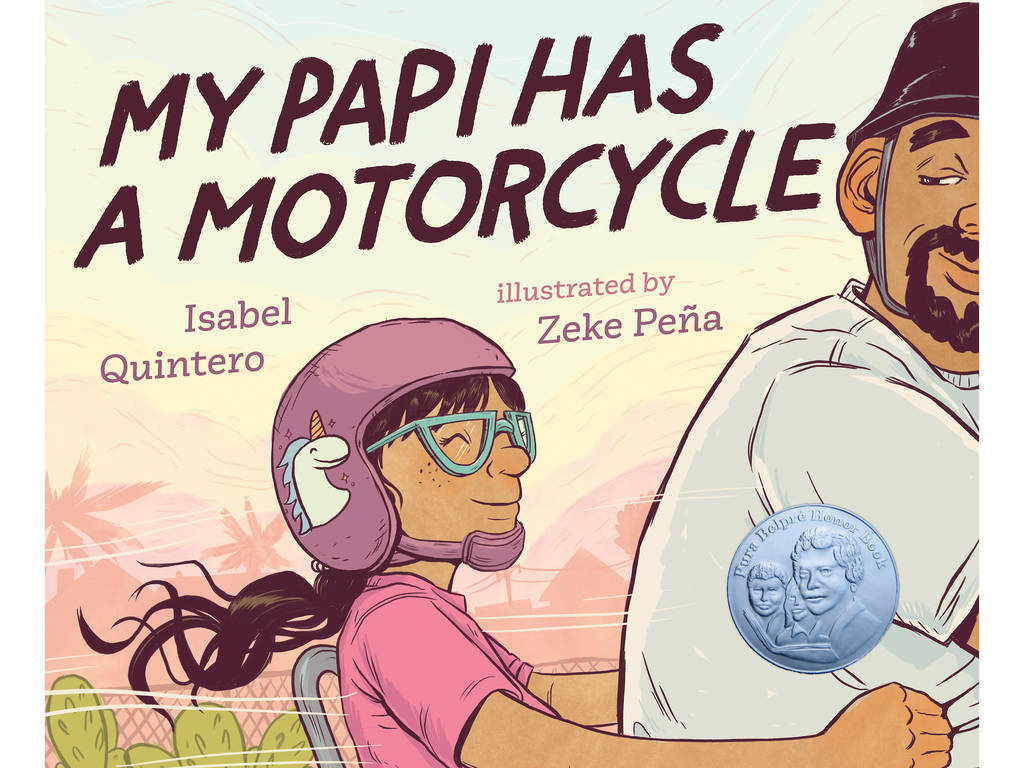 MY PAPI HAS
A MOTORCYCLE
Isabel
Quintero
illustrated by
Zeke Peña
Pura Belpré Honor Book